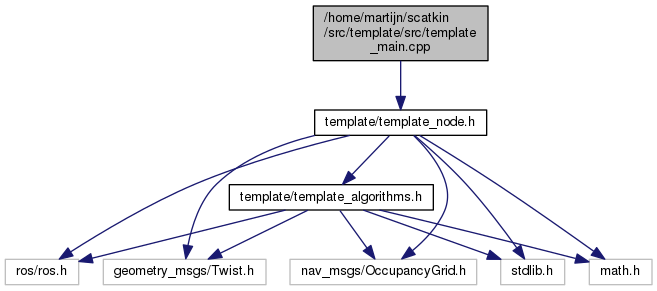 /home/martijn/scatkin
/src/template/src/template
_main.cpp
template/template_node.h
template/template_algorithms.h
ros/ros.h
geometry_msgs/Twist.h
nav_msgs/OccupancyGrid.h
stdlib.h
math.h